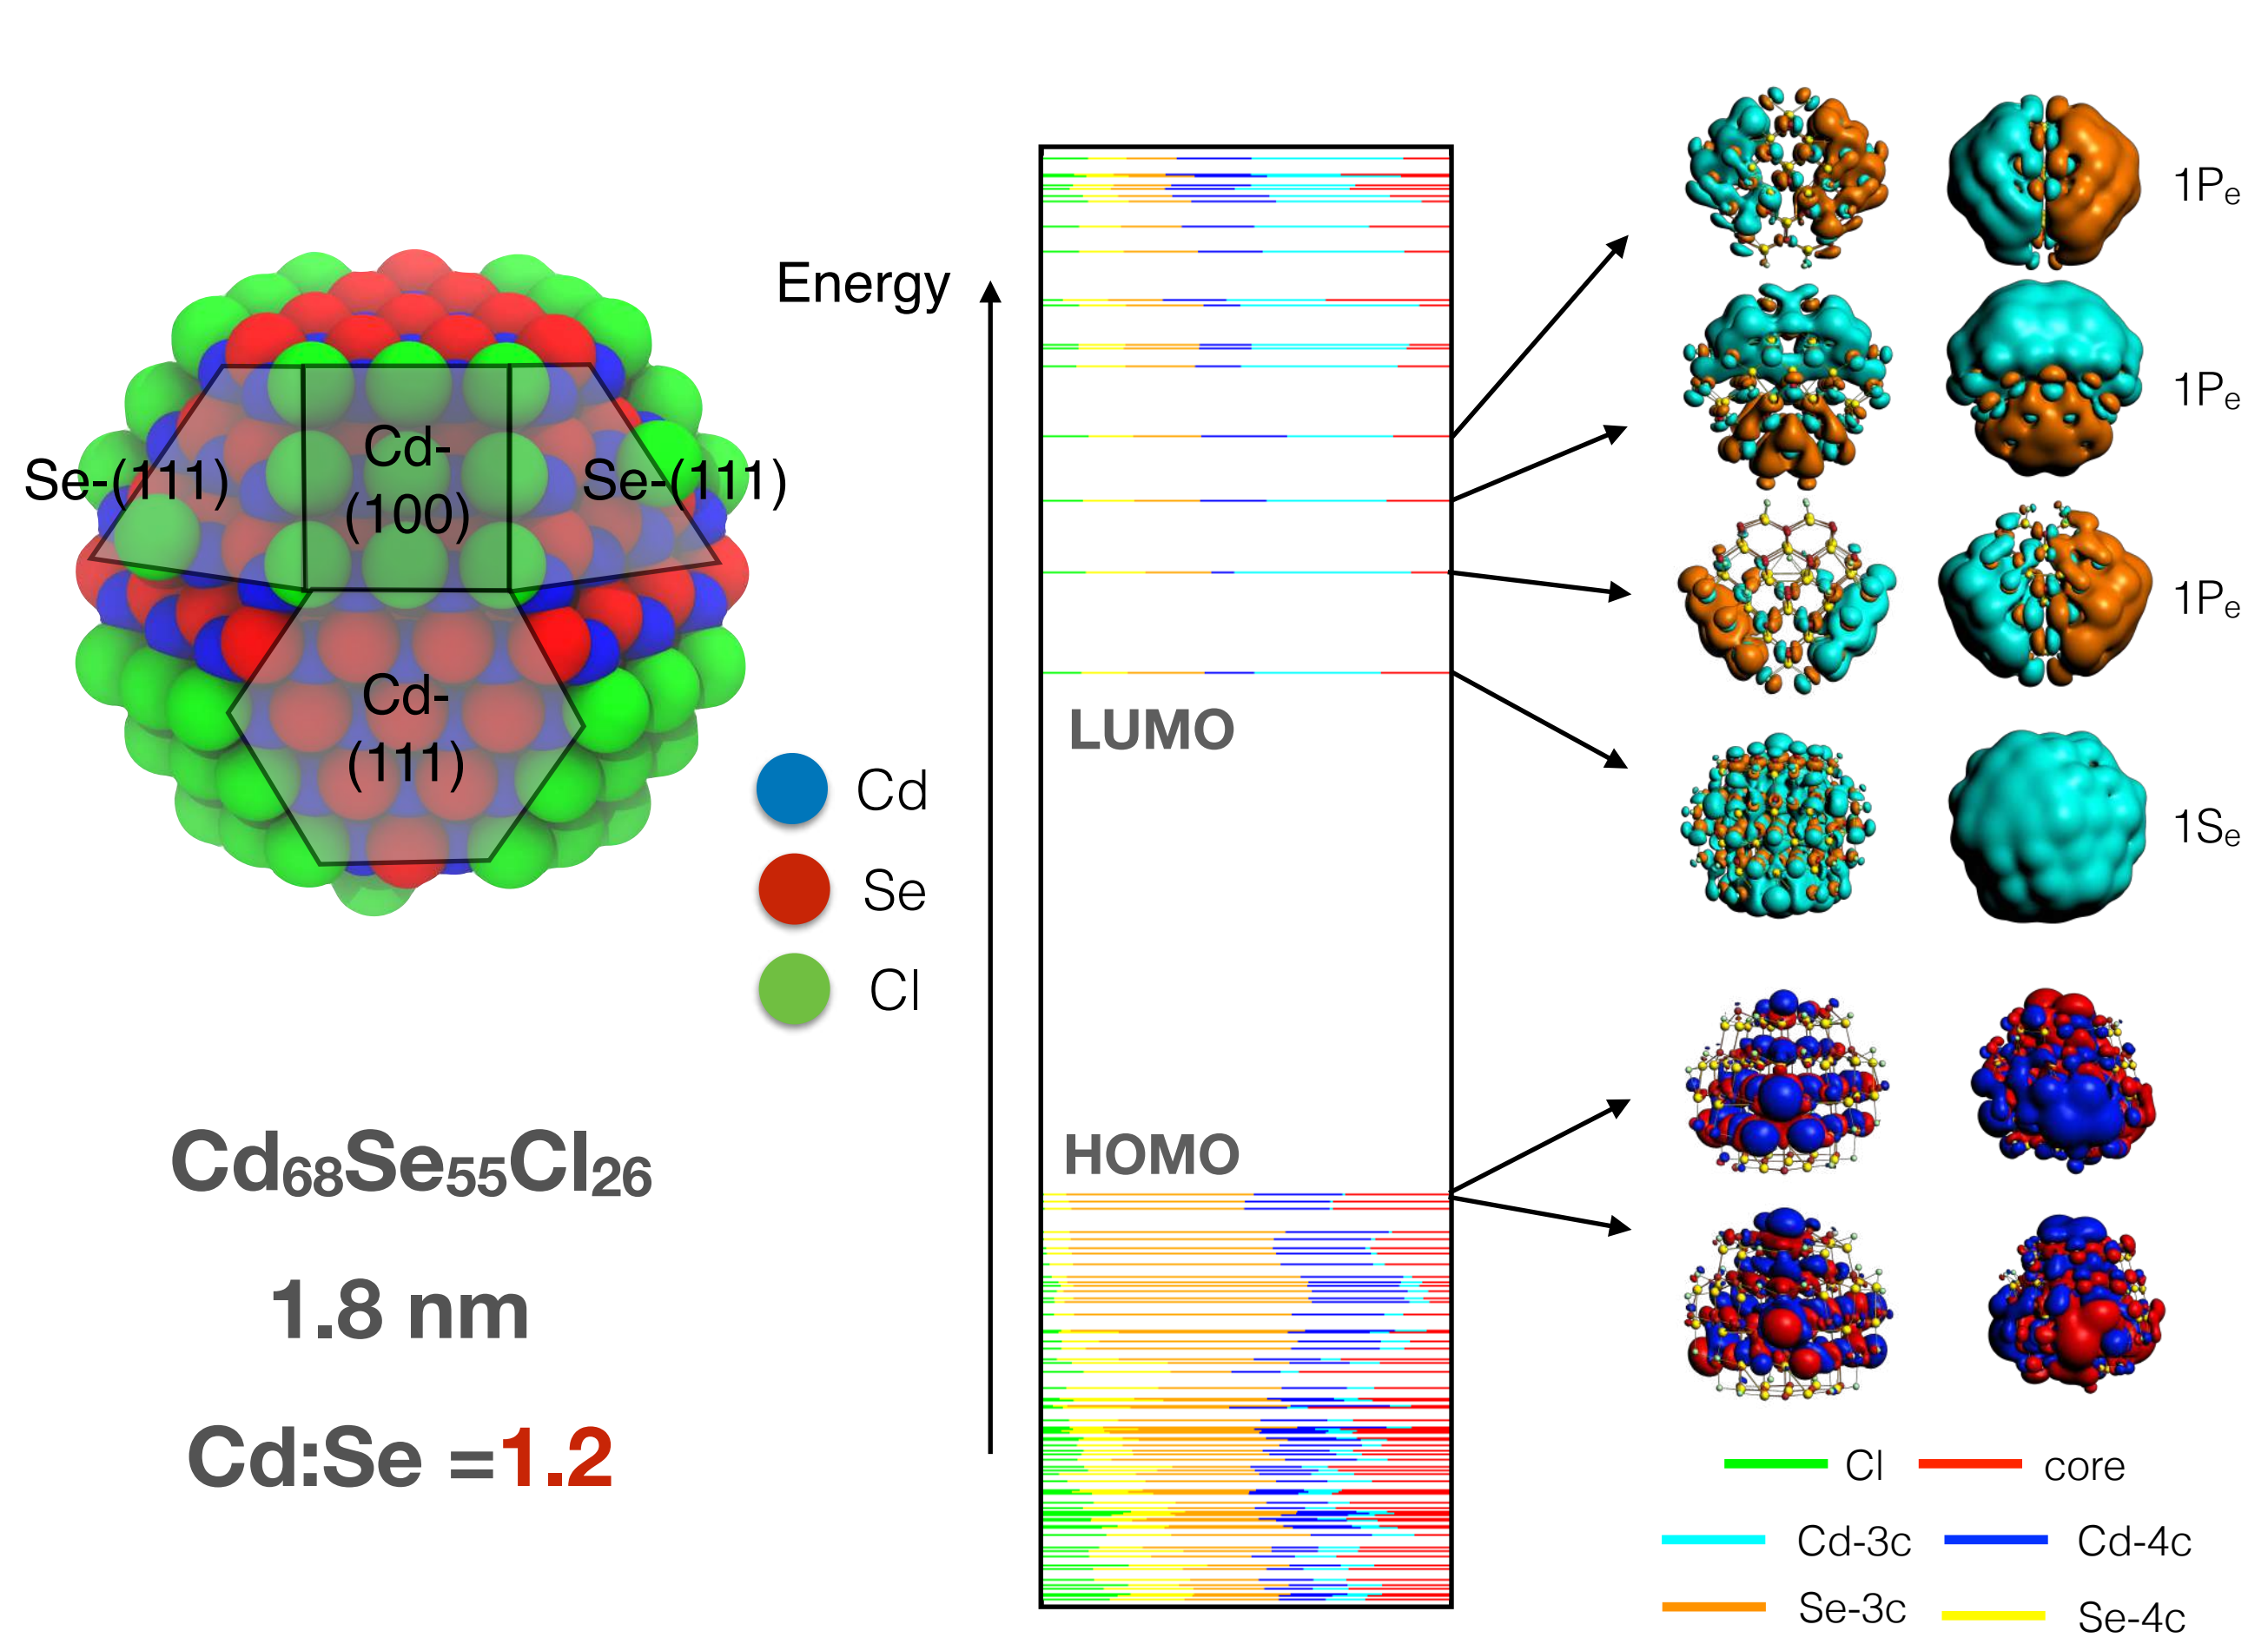 Se-(111)
Cd-
(100)
Se-(111)
Cd-
(111)
Cd
Se
Cl
Cd₆₈Se₅₅Cl₂₆
1.8 nm
Cd:Se =1.2
Energy
LUMO
HOMO
1Pₑ
1Pₑ
1Pₑ
1Sₑ
Cl core
Cd-3c Cd-4c
Se-3c Se-4c